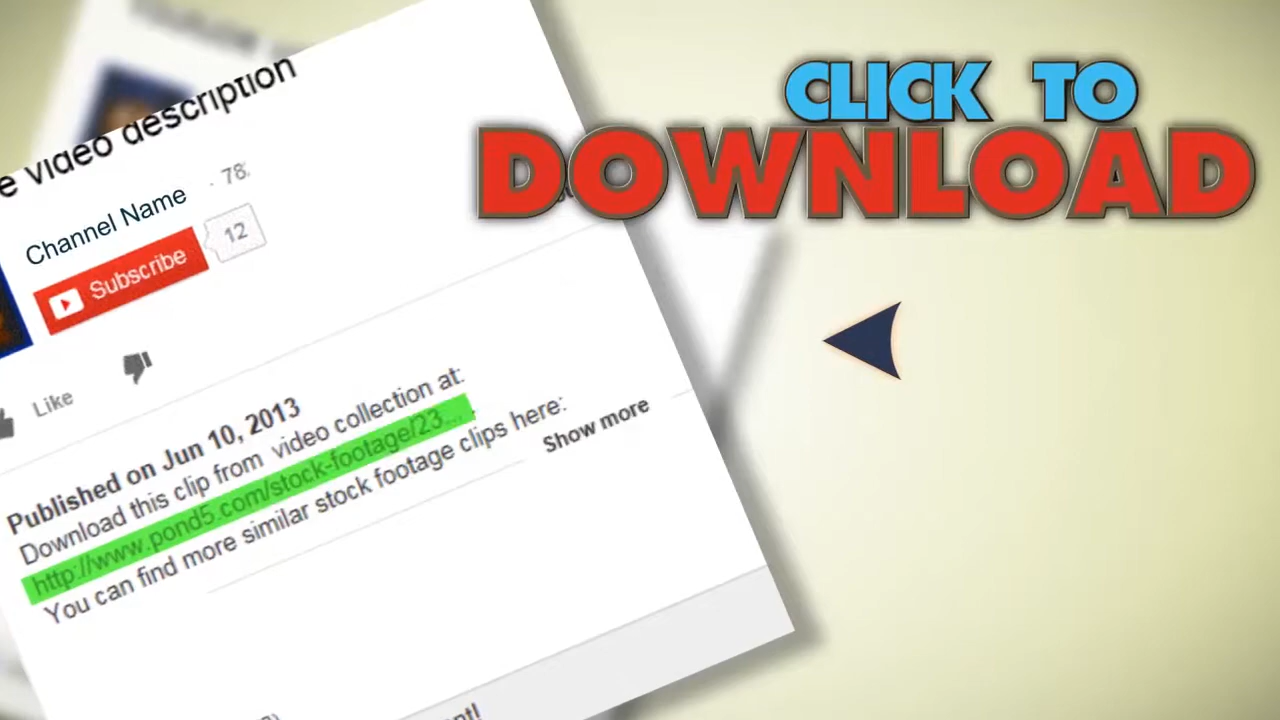 CLICK TO
DOWNLOAD
e video description
Channel Name
78
Subscribe
12
Like
Published on Jun 10, 2013
Download this clip from video collection at:
http://www.pond5.com/stock-footage/23...
You can find more similar stock footage clips here:
Show more